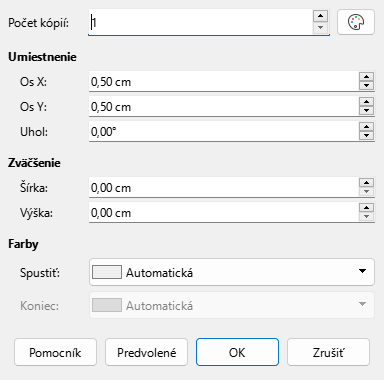 Počet kópií: 1
Umiestnenie
Os X: 0,50 cm
Os Y: 0,50 cm
Uhol: 0,00°
Zväčšenie
Šírka: 0,00 cm
Výška: 0,00 cm
Farby
Spustiť: Automatická
Koniec: Automatická
Pomocník Predvolené OK Zrušiť